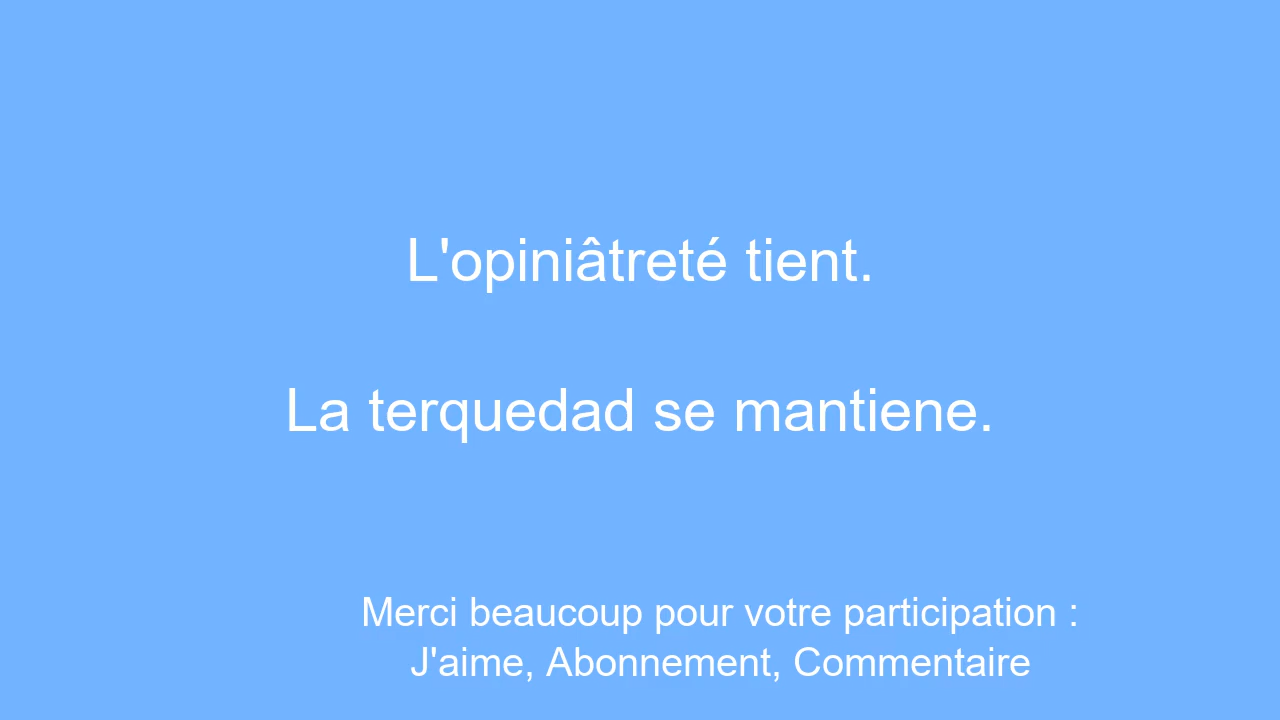 L'opiniâtreté tient.
La terquedad se mantiene.
Merci beaucoup pour votre participation :
J'aime, Abonnement, Commentaire